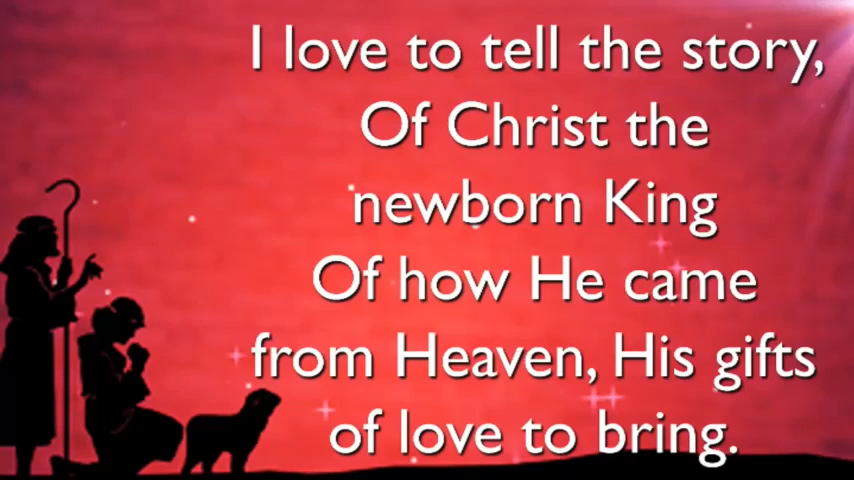 I love to tell the story,
Of Christ the
newborn King
Of how He came
from Heaven, His gifts
of love to bring.